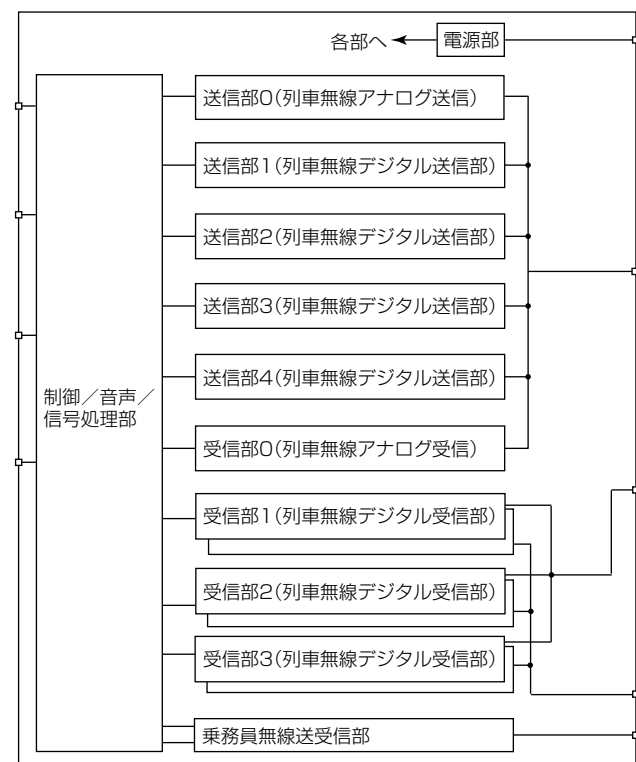 各部へ
電源部
送信部0(列車無線アナログ送信)
送信部1(列車無線デジタル送信部)
送信部2(列車無線デジタル送信部)
送信部3(列車無線デジタル送信部)
送信部4(列車無線デジタル送信部)
制御／音声／
信号処理部
受信部0(列車無線アナログ受信)
受信部1(列車無線デジタル受信部)
受信部2(列車無線デジタル受信部)
受信部3(列車無線デジタル受信部)
乗務員無線送受信部